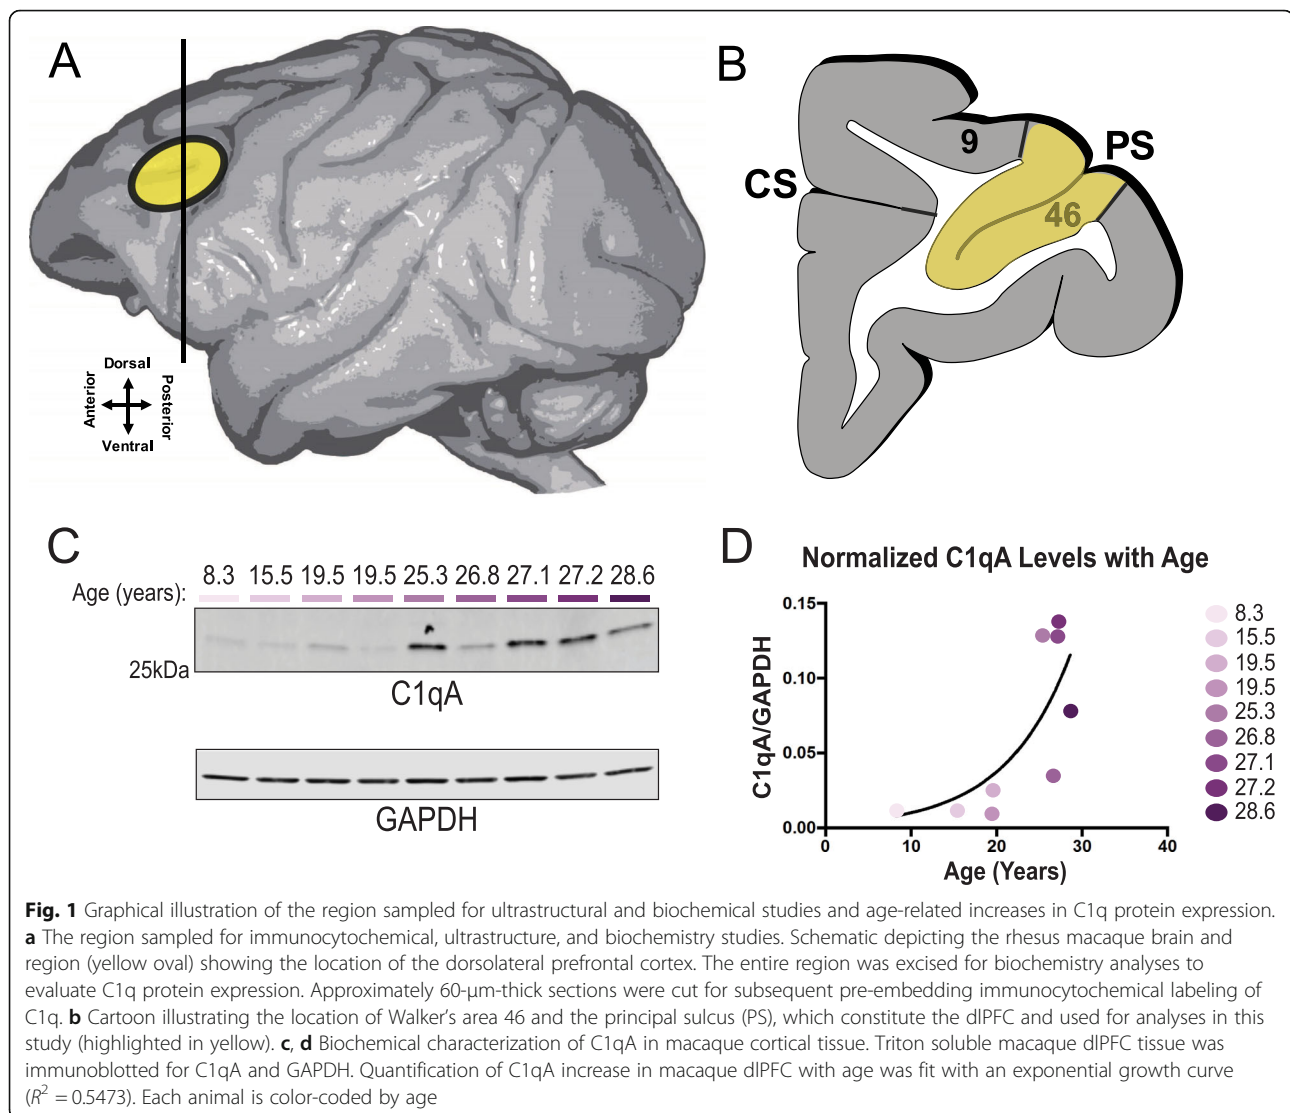 A
Dorsal
Anterior
Posterior
Ventral
B
9
PS
CS
46
C
8.3 15.5 19.5 19.5 25.3 26.8 27.1 27.2 28.6
Age (years):
25kDa
C1qA
GAPDH
D
Normalized C1qA Levels with Age
C1qA/GAPDH
0.15
0.10
0.05
0.00
0 10 20 30 40
Age (Years)
8.3
15.5
19.5
19.5
25.3
26.8
27.1
27.2
28.6
Fig. 1 Graphical illustration of the region sampled for ultrastructural and biochemical studies and age-related increases in C1q protein expression.
a The region sampled for immunocytochemical, ultrastructure, and biochemistry studies. Schematic depicting the rhesus macaque brain and
region (yellow oval) showing the location of the dorsolateral prefrontal cortex. The entire region was excised for biochemistry analyses to
evaluate C1q protein expression. Approximately 60-μm-thick sections were cut for subsequent pre-embedding immunocytochemical labeling of
C1q. b Cartoon illustrating the location of Walker's area 46 and the principal sulcus (PS), which constitute the dlPFC and used for analyses in this
study (highlighted in yellow). c, d Biochemical characterization of C1qA in macaque cortical tissue. Triton soluble macaque dlPFC tissue was
immunoblotted for C1qA and GAPDH. Quantification of C1qA increase in macaque dlPFC with age was fit with an exponential growth curve
(R² = 0.5473). Each animal is color-coded by age